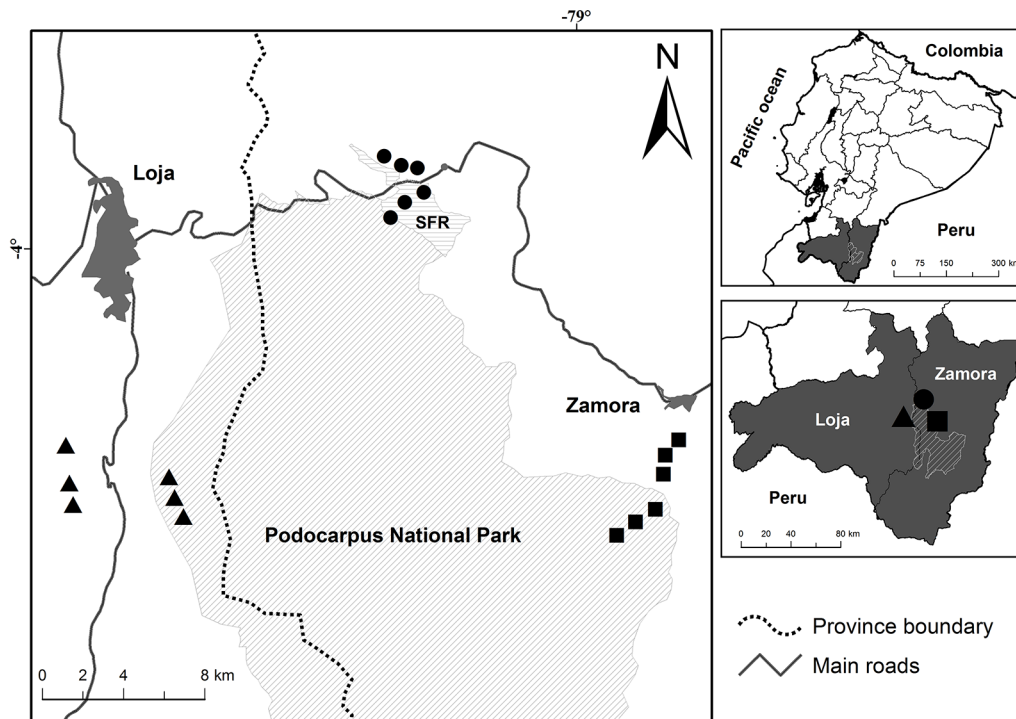 -79°
N
Loja
SFR
-4°
Zamora
Podocarpus National Park
0 2 4 8 km
Colombia
Pacific ocean
Peru
0 75 150 300 km
Zamora
Loja
Peru
0 20 40 80 km
Province boundary
Main roads